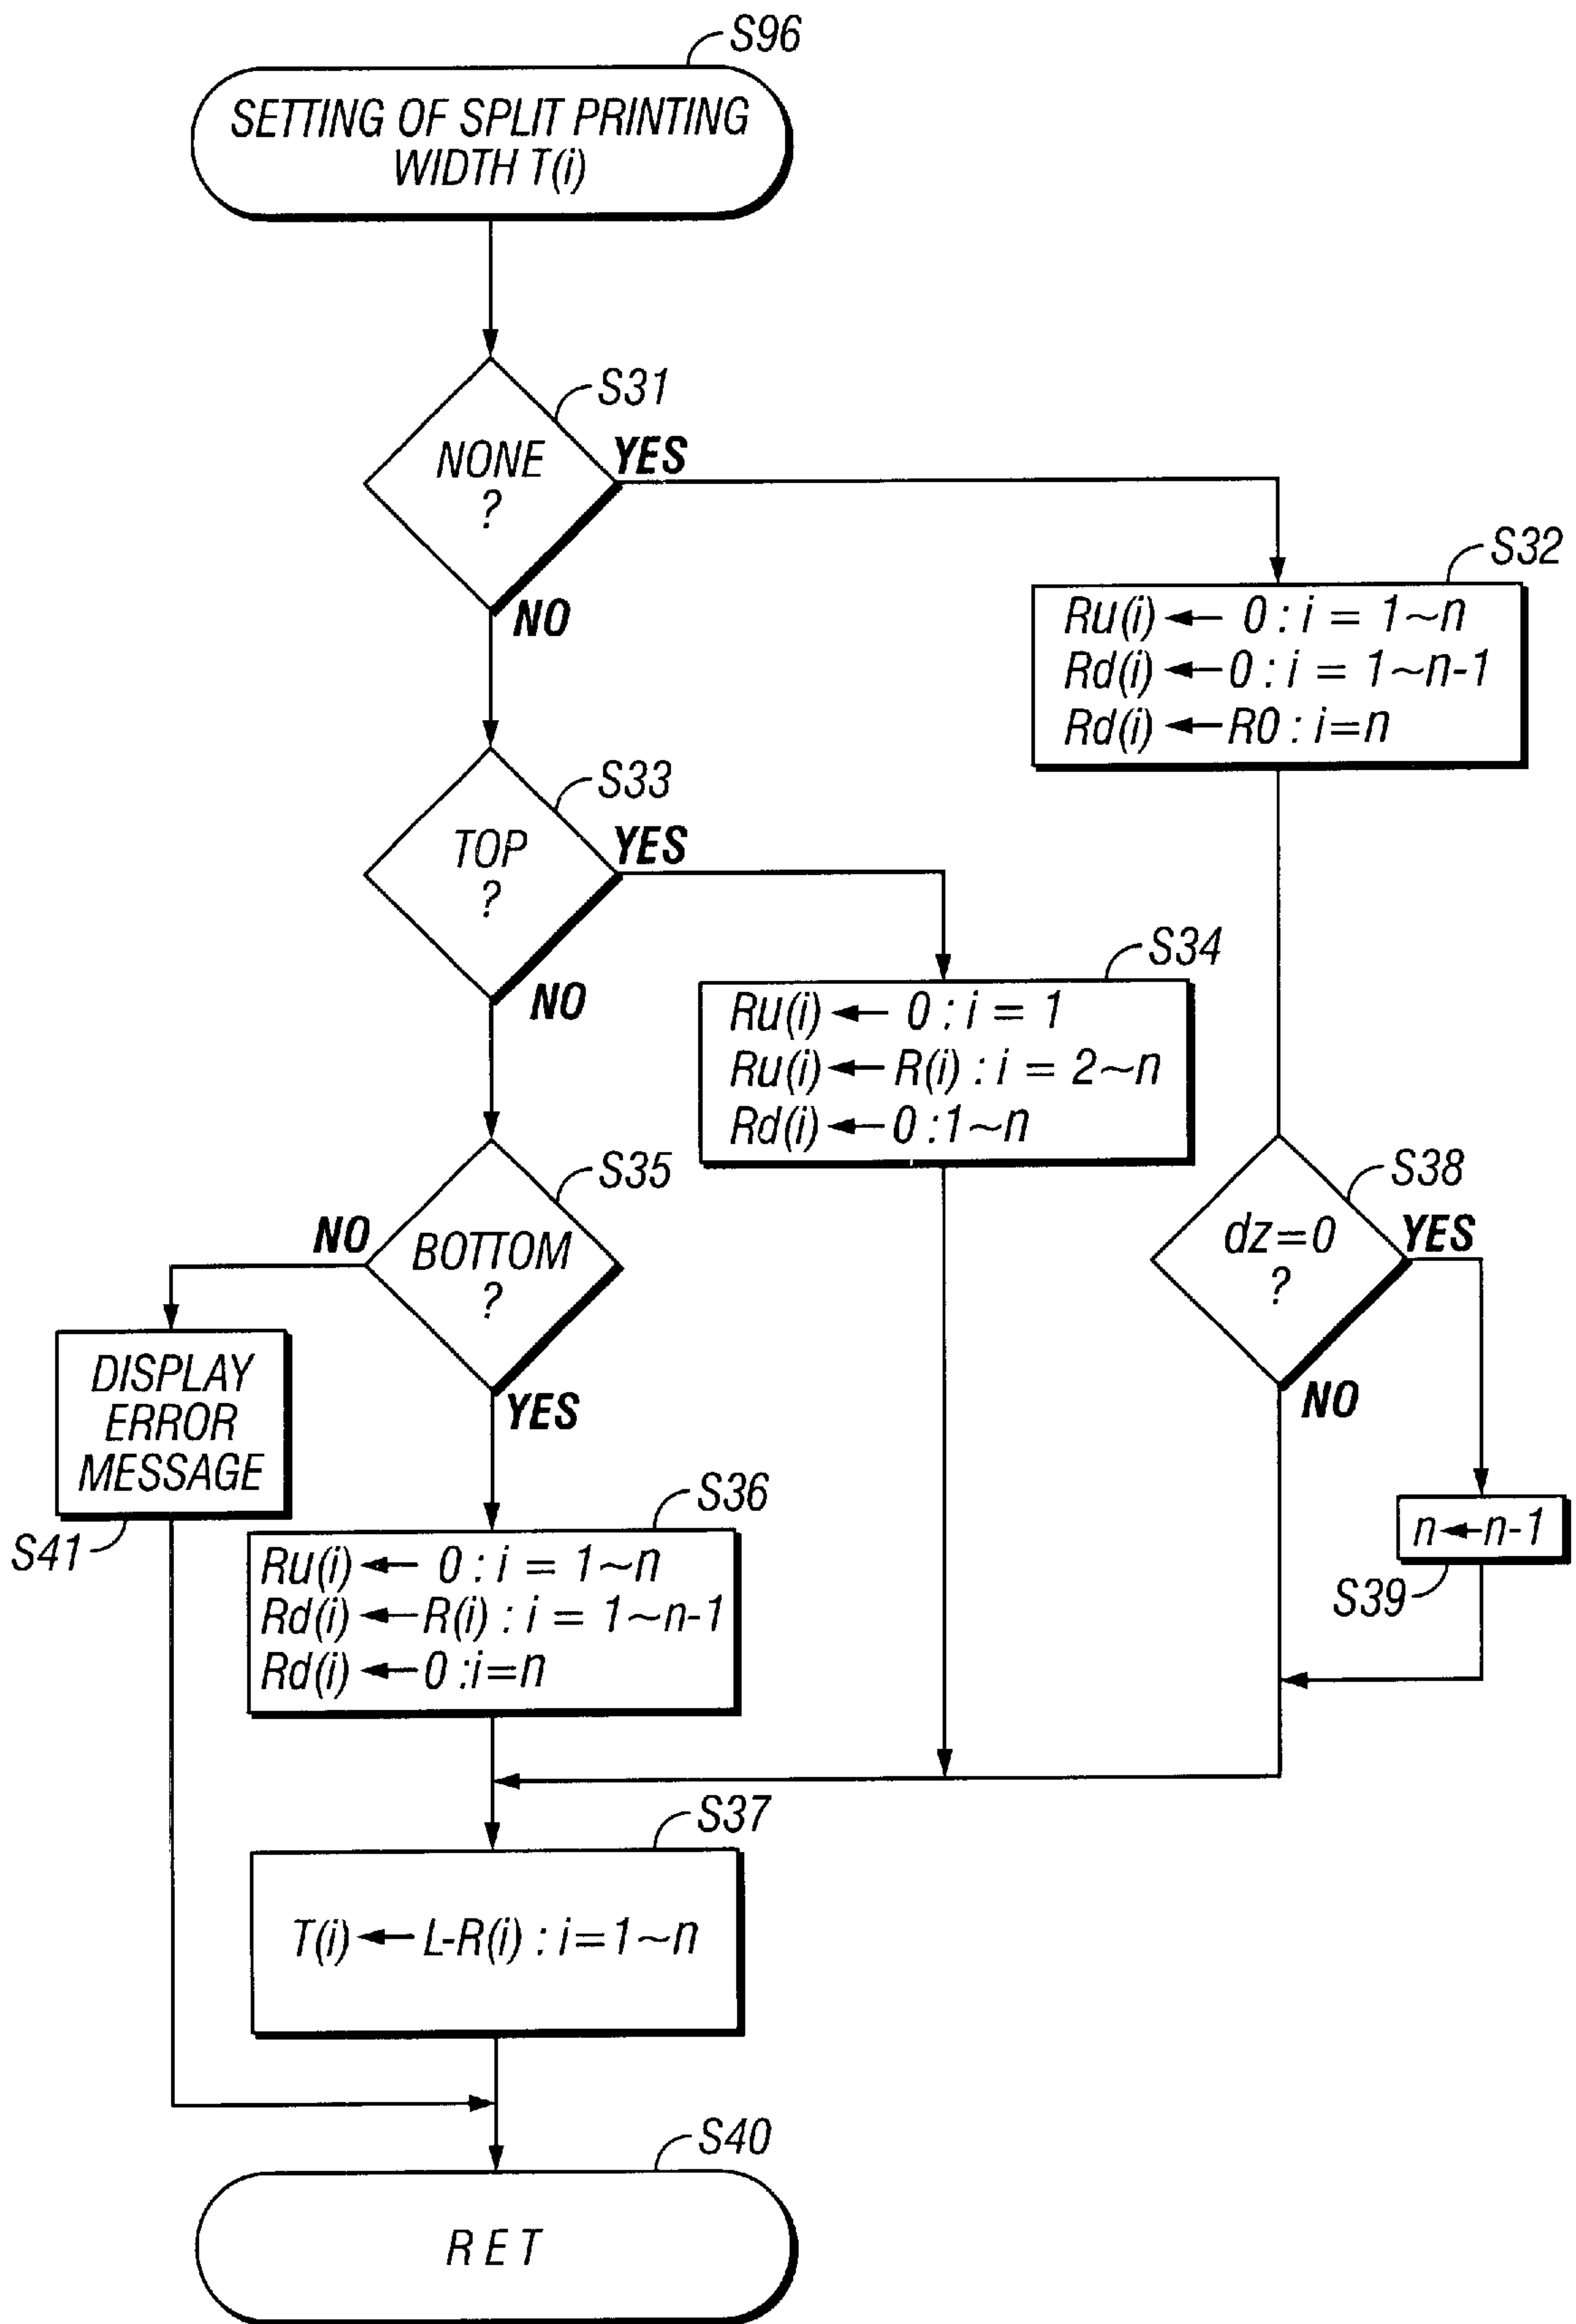 S96
SETTING OF SPLIT PRINTING
WIDTH T(i)
S31
NONE
?
YES
NO
S32
Ru(i) ← 0 : i = 1~n
Rd(i) ← 0 : i = 1~n-1
Rd(i) ← R0 : i=n
S33
TOP
?
YES
NO
S34
Ru(i) ← 0 : i = 1
Ru(i) ← R(i) : i = 2~n
Rd(i) ← 0 :1~n
S35
BOTTOM
?
NO
YES
S38
dz=0
?
YES
NO
DISPLAY
ERROR
MESSAGE
S41
S36
Ru(i) ← 0 : i = 1~n
Rd(i) ← R(i) : i = 1~n-1
Rd(i) ← 0 :i=n
n←n-1
S39
S37
T(i) ← L-R(i) : i=1~n
S40
R E T